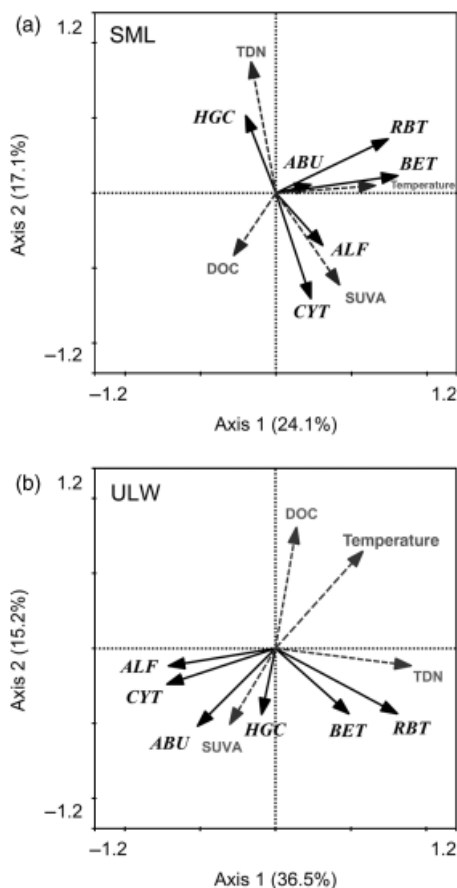 (a)
SML
1.2
TDN
HGC
RBT
ABU
BET
Temperature
DOC
ALF
SUVA
CYT
−1.2
Axis 2 (17.1%)
−1.2
1.2
Axis 1 (24.1%)
(b)
ULW
1.2
DOC
Temperature
ALF
TDN
CYT
ABU
SUVA
HGC
BET
RBT
−1.2
Axis 2 (15.2%)
−1.2
1.2
Axis 1 (36.5%)